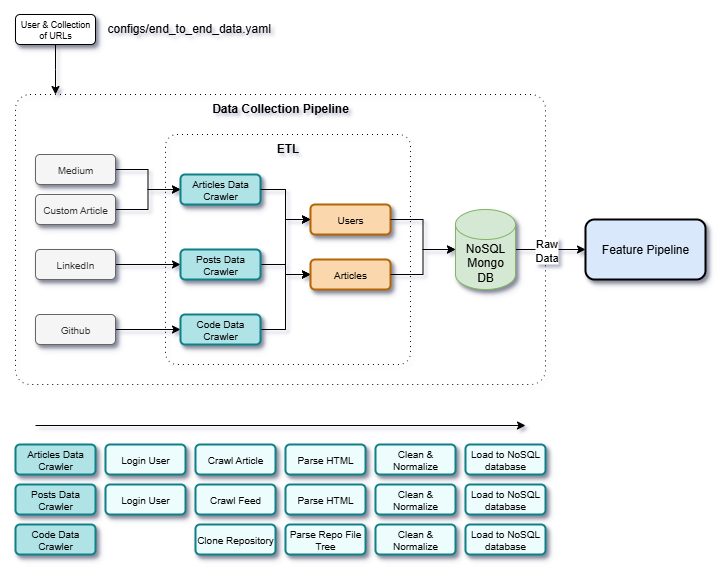 User & Collection
of URLs
configs/end_to_end_data.yaml
Data Collection Pipeline
ETL
Medium
Custom Article
LinkedIn
Github
Articles Data
Crawler
Posts Data
Crawler
Code Data
Crawler
Users
Articles
NoSQL
Mongo
DB
Raw
Data
Feature Pipeline
Articles Data
Crawler
Login User
Crawl Article
Parse HTML
Clean &
Normalize
Load to NoSQL
database
Posts Data
Crawler
Login User
Crawl Feed
Parse HTML
Clean &
Normalize
Load to NoSQL
database
Code Data
Crawler
Clone Repository
Parse Repo File
Tree
Clean &
Normalize
Load to NoSQL
database